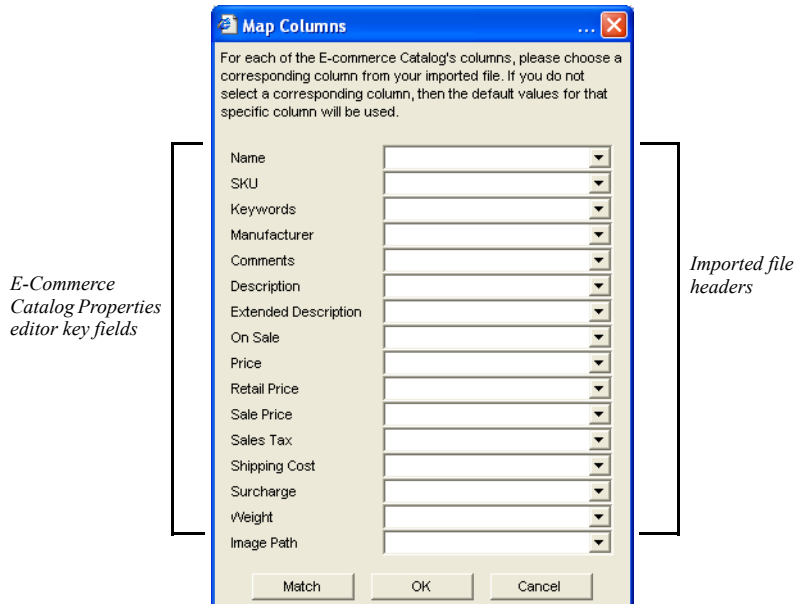 Map Columns ...
For each of the E-commerce Catalog's columns, please choose a
corresponding column from your imported file. If you do not
select a corresponding column, then the default values for that
specific column will be used.
Name
SKU
Keywords
Manufacturer
Comments
Description
Extended Description
On Sale
Price
Retail Price
Sale Price
Sales Tax
Shipping Cost
Surcharge
Weight
Image Path
E-Commerce
Catalog Properties
editor key fields
Imported file
headers
Match OK Cancel